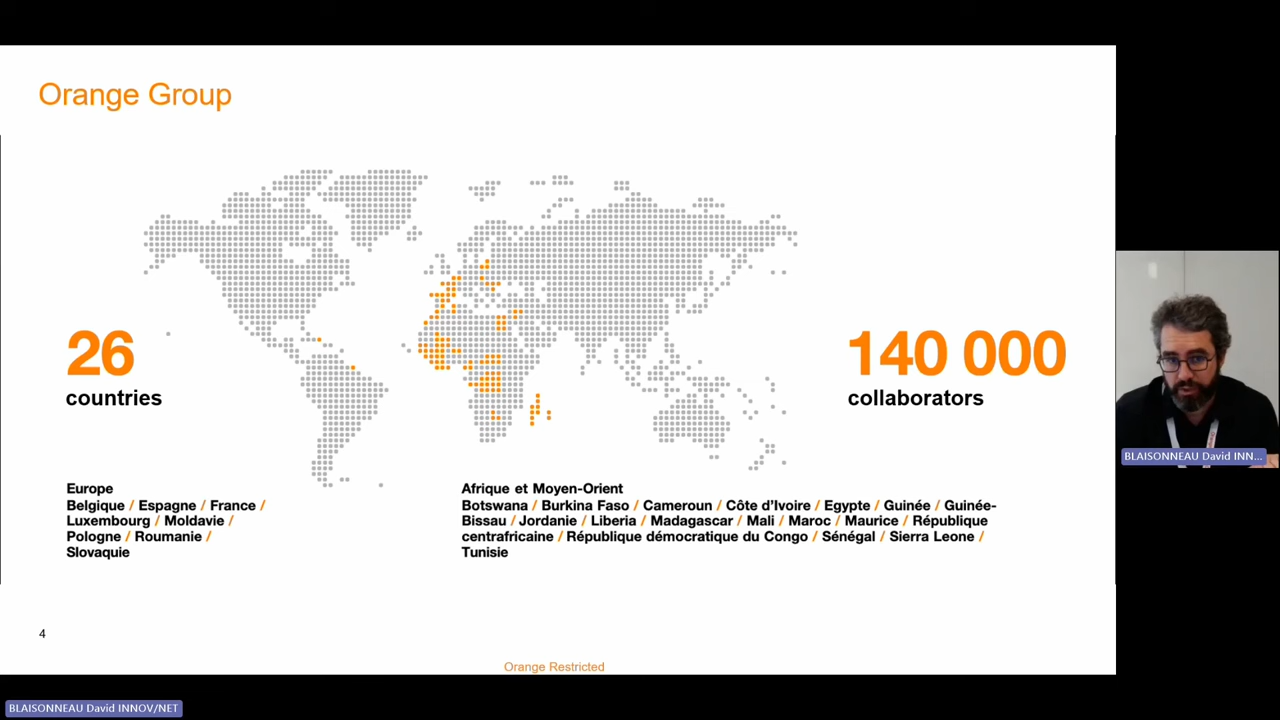 Orange Group
26
countries
140 000
collaborators
Europe
Belgique / Espagne / France /
Luxembourg / Moldavie /
Pologne / Roumanie /
Slovaquie
Afrique et Moyen-Orient
Botswana / Burkina Faso / Cameroun / Côte d'Ivoire / Egypte / Guinée / Guinée-
Bissau / Jordanie / Liberia / Madagascar / Mali / Maroc / Maurice / République
centrafricaine / République démocratique du Congo / Sénégal / Sierra Leone /
Tunisie
4
Orange Restricted
BLAISONNEAU David INN...
BLAISONNEAU David INNOV/NET